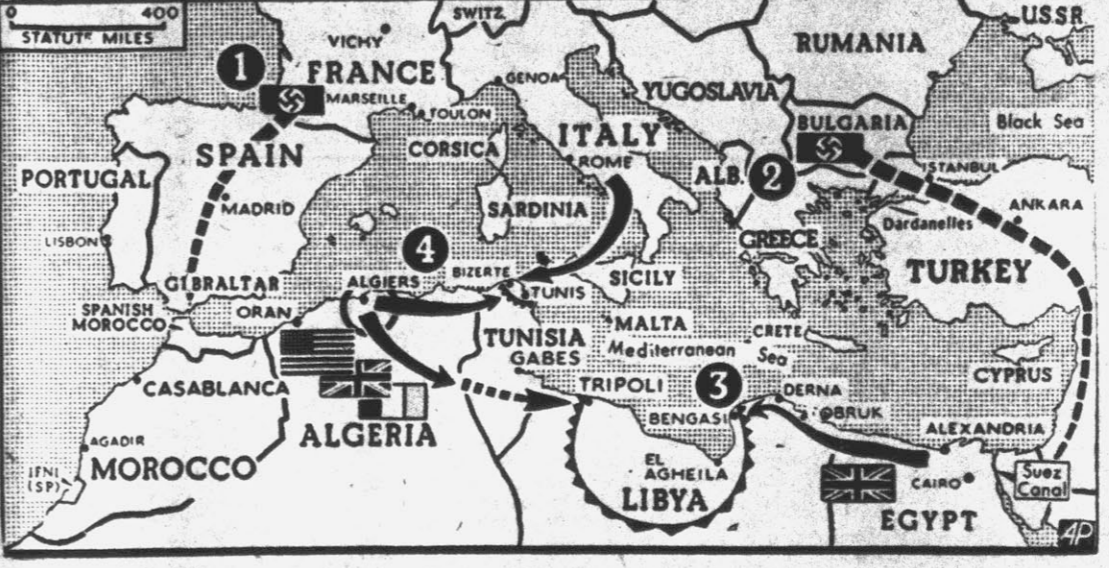 0 400
STATUTE MILES
SWITZ.
U.S.S.R.
VICHY
FRANCE
RUMANIA
1
GENOA
MARSEILLE
TOULON
YUGOSLAVIA
BULGARIA
Black Sea
SPAIN
CORSICA
ITALY
ROME
ALB.
2
ISTANBUL
PORTUGAL
MADRID
SARDINIA
ANKARA
Dardanelles
LISBON
4
GREECE
TURKEY
GIBRALTAR
ALGIERS
BIZERTE
SICILY
TUNIS
SPANISH
MOROCCO
ORAN
MALTA
TUNISIA
GABES
Mediterranean Sea
CRETE
CYPRUS
CASABLANCA
TRIPOLI
3
DERNA
BENGASI
OBRUK
ALEXANDRIA
ALGERIA
AGADIR
MOROCCO
IFNI
(SP)
EL
AGHEILA
LIBYA
CAIRO
Suez
Canal
EGYPT
AP